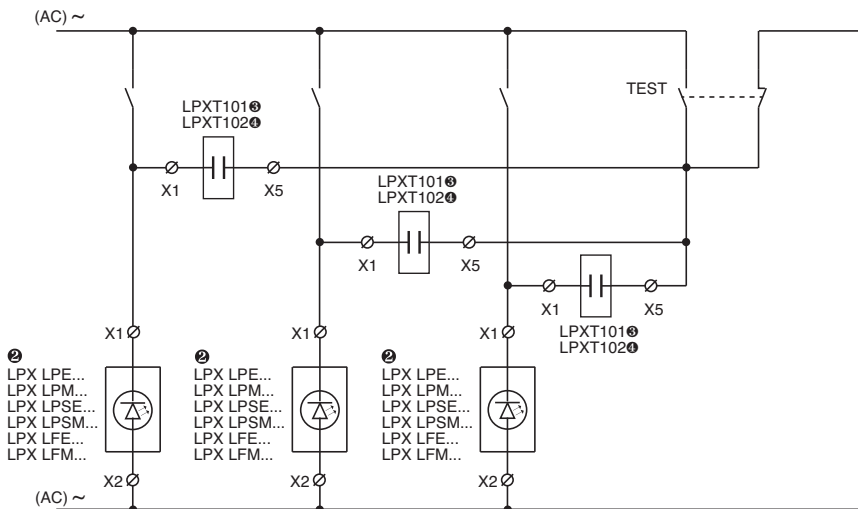 (AC) ~
TEST
LPXT101❸
LPXT102❹
X1
X5
LPXT101❸
LPXT102❹
X1
X5
X1
X5
LPXT101❸
LPXT102❹
X1
X1
X1
❷
LPX LPE...
LPX LPM...
LPX LPSE...
LPX LPSM...
LPX LFE...
LPX LFM...
❷
LPX LPE...
LPX LPM...
LPX LPSE...
LPX LPSM...
LPX LFE...
LPX LFM...
❷
LPX LPE...
LPX LPM...
LPX LPSE...
LPX LPSM...
LPX LFE...
LPX LFM...
X2
X2
X2
(AC) ~